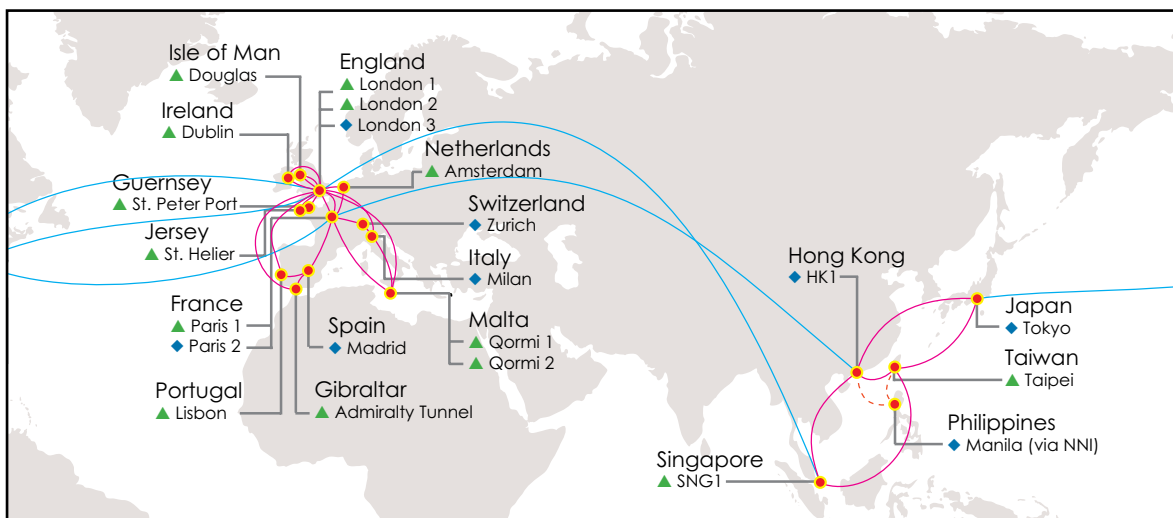 Isle of Man
Douglas
England
London 1
London 2
London 3
Ireland
Dublin
Netherlands
Amsterdam
Guernsey
St. Peter Port
Switzerland
Zurich
Jersey
St. Helier
Italy
Milan
Hong Kong
HK1
France
Paris 1
Paris 2
Spain
Madrid
Malta
Qormi 1
Qormi 2
Japan
Tokyo
Taiwan
Taipei
Portugal
Lisbon
Gibraltar
Admiralty Tunnel
Philippines
Manila (via NNI)
Singapore
SNG1